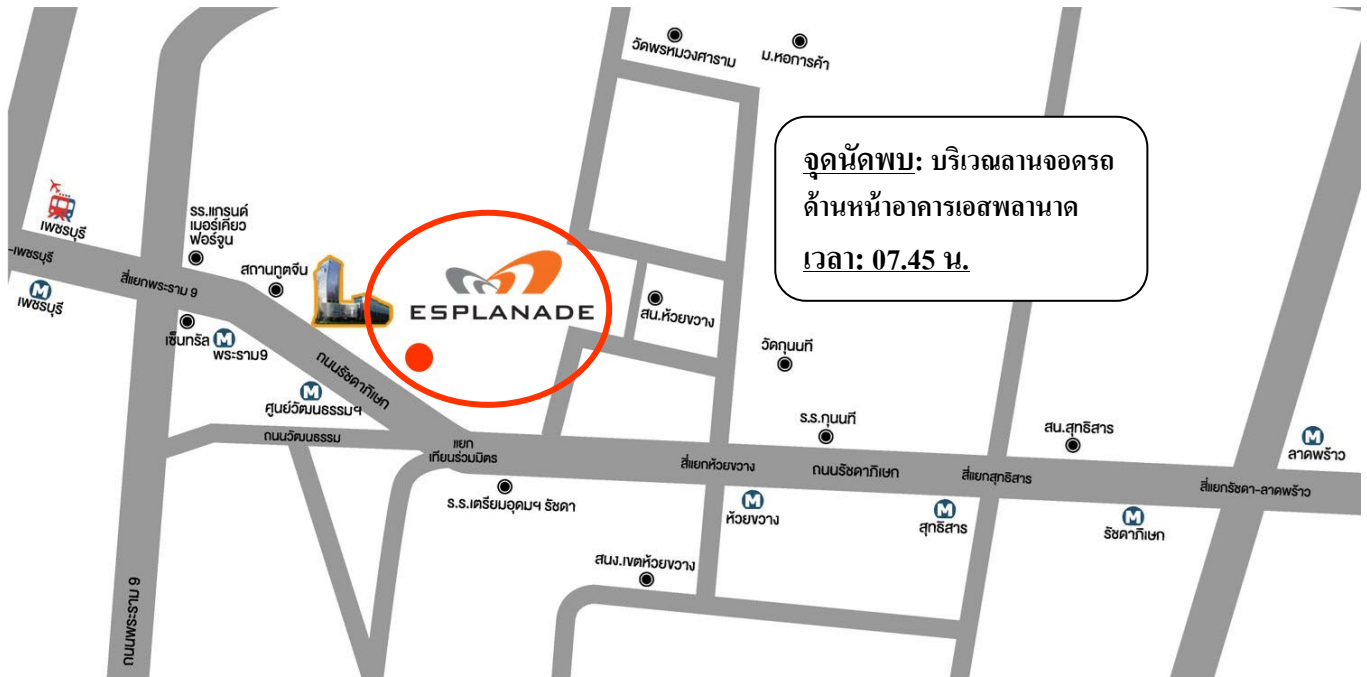 วัดพรหมวงศาราม
ม.หอการค้า
จุดนัดพบ: บริเวณลานจอดรถ
ด้านหน้าอาคารเอสพลานาด
เวลา: 07.45 น.
เพชรบุรี
-เพชรบุรี
M
เพชรบุรี
รร.แกรนด์
เมอร์เคียว
ฟอร์จูน
สี่แยกพระราม 9
สถานทูตจีน
ESPLANADE
เซ็นทรัล
M
พระราม9
ถนนรัชดาภิเษก
M
ศูนย์วัฒนธรรมฯ
ถนนวัฒนธรรม
แยก
เทียนร่วมมิตร
สน.ห้วยขวาง
วัดกุนนที
ร.ร.กุนนที
สน.สุทธิสาร
M
ลาดพร้าว
สี่แยกห้วยขวาง
ถนนรัชดาภิเษก
สี่แยกสุทธิสาร
สี่แยกรัชดา-ลาดพร้าว
ร.ร.เตรียมอุดมฯ รัชดา
M
ห้วยขวาง
M
สุทธิสาร
M
รัชดาภิเษก
สนง.เขตห้วยขวาง
ถนนพระราม 9